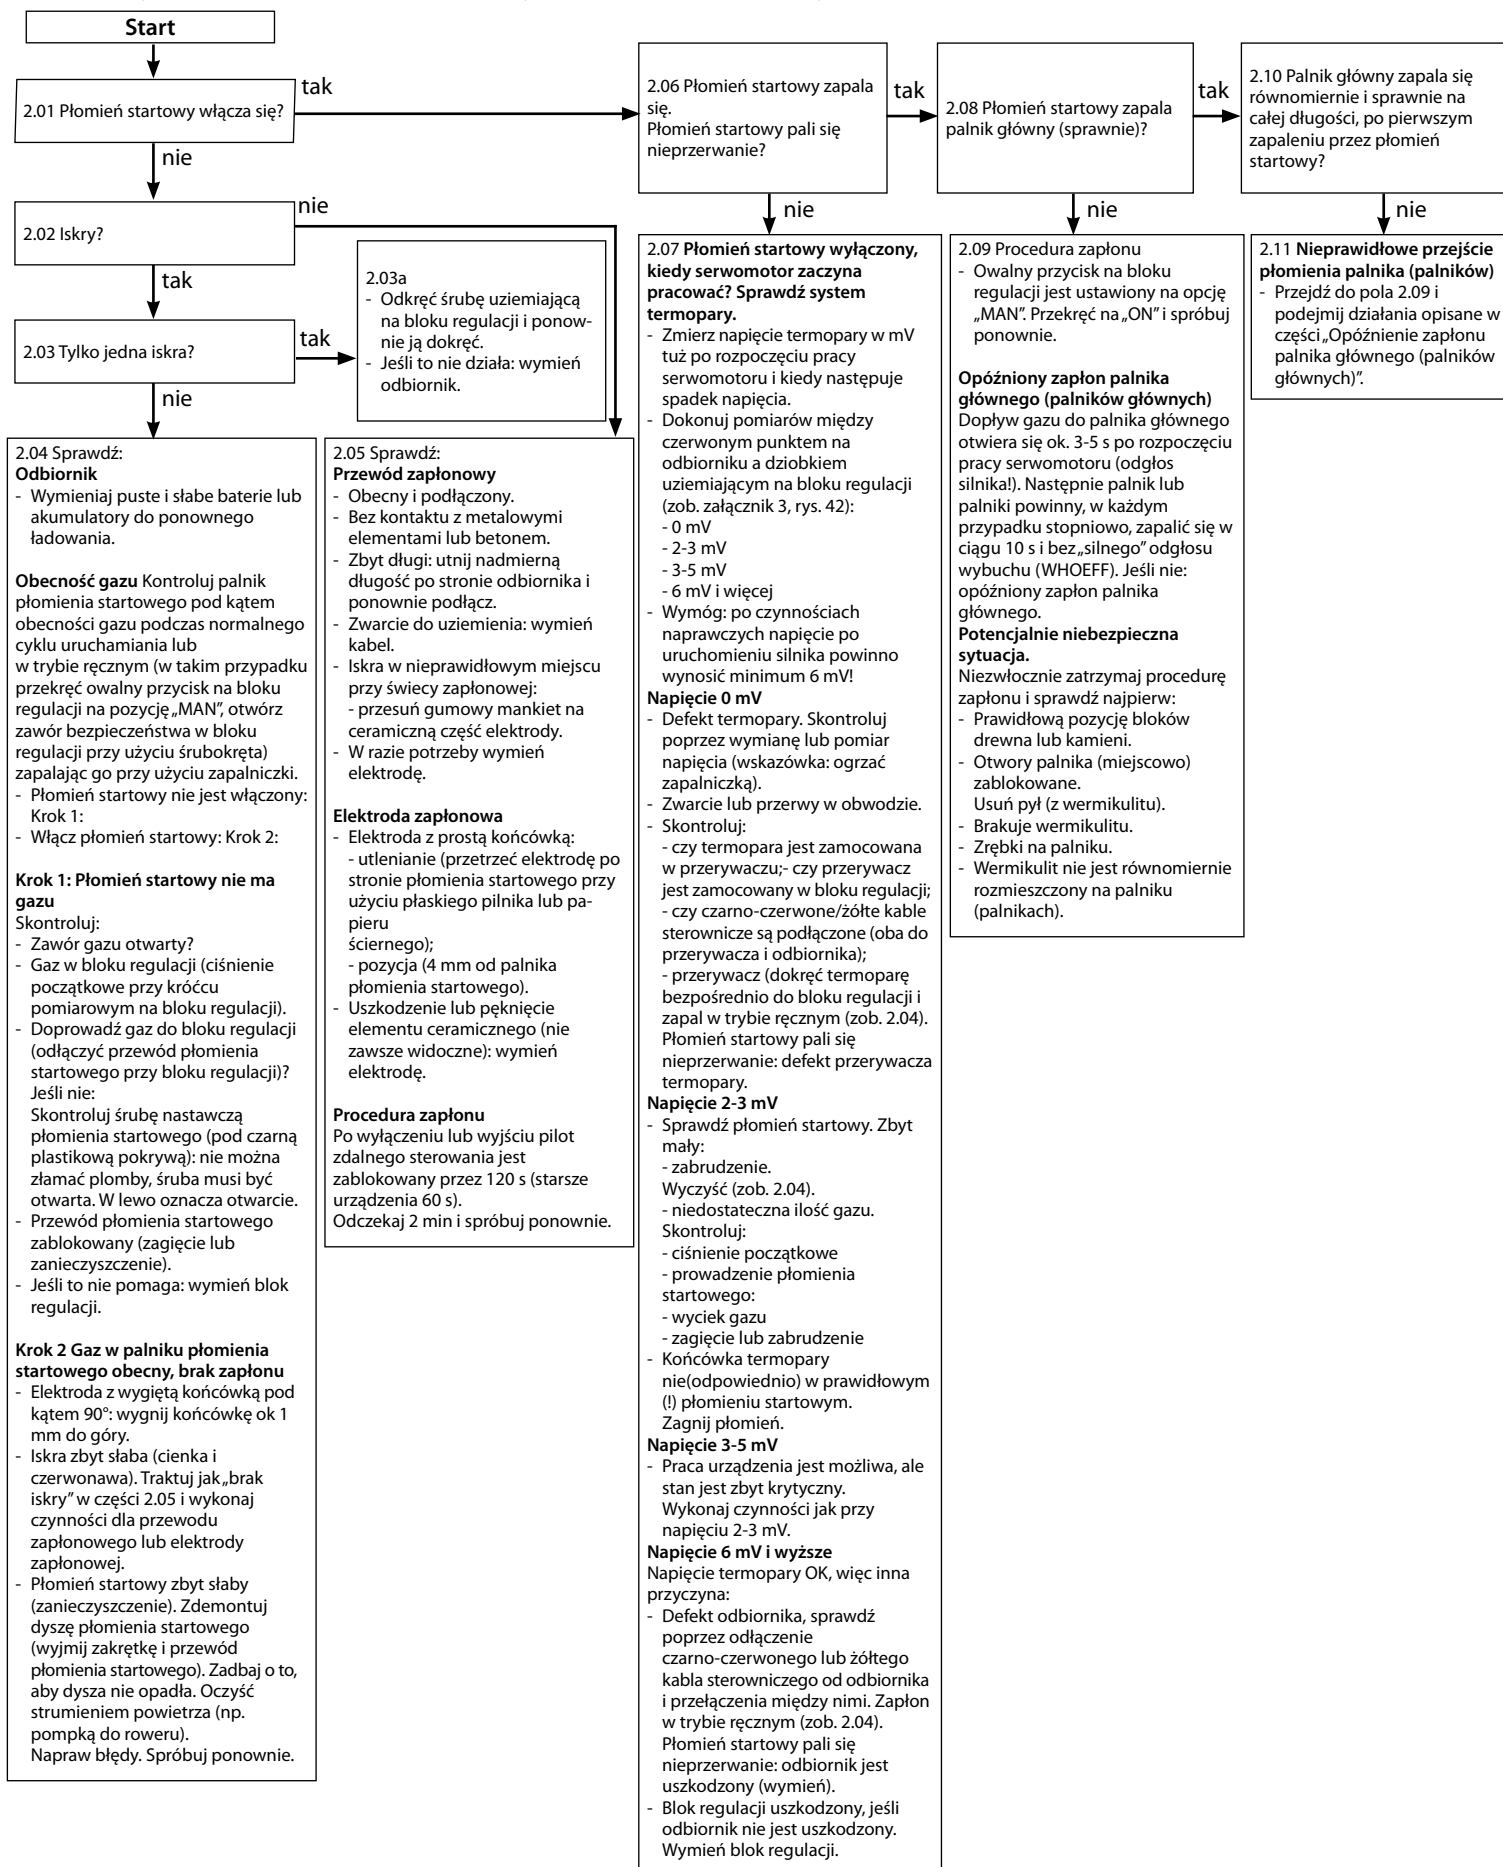 Start
2.01 Płomień startowy włącza się?
tak
nie
2.02 Iskry?
nie
tak
2.03 Tylko jedna iskra?
tak
nie
2.03a
- Odkręć śrubę uziemiającą
na bloku regulacji i ponow-
nie ją dokręć.
- Jeśli to nie działa: wymień
odbiornik.
2.04 Sprawdź:
Odbiornik
- Wymieniaj puste i słabe baterie lub
akumulatory do ponownego
ładowania.
Obecność gazu Kontroluj palnik
płomienia startowego pod kątem
obecności gazu podczas normalnego
cyklu uruchamiania lub
w trybie ręcznym (w takim przypadku
przekręć owalny przycisk na bloku
regulacji na pozycję „MAN”, otwórz
zawór bezpieczeństwa w bloku
regulacji przy użyciu śrubokręta)
zapalając go przy użyciu zapalniczki.
- Płomień startowy nie jest włączony:
Krok 1:
- Włącz płomień startowy: Krok 2:
Krok 1: Płomień startowy nie ma
gazu
Skontroluj:
- Zawór gazu otwarty?
- Gaz w bloku regulacji (ciśnienie
początkowe przy króćcu
pomiarowym na bloku regulacji).
- Doprowadź gaz do bloku regulacji
(odłączyć przewód płomienia
startowego przy bloku regulacji)?
Jeśli nie:
Skontroluj śrubę nastawczą
płomienia startowego (pod czarną
plastikową pokrywą): nie można
złamać plomby, śruba musi być
otwarta. W lewo oznacza otwarcie.
- Przewód płomienia startowego
zablokowany (zagięcie lub
zanieczyszczenie).
- Jeśli to nie pomaga: wymień blok
regulacji.
Krok 2 Gaz w palniku płomienia
startowego obecny, brak zapłonu
- Elektroda z wygiętą końcówką pod
kątem 90°: wygnij końcówkę ok 1
mm do góry.
- Iskra zbyt słaba (cienka i
czerwonawa). Traktuj jak „brak
iskry” w części 2.05 i wykonaj
czynności dla przewodu
zapłonowego lub elektrody
zapłonowej.
- Płomień startowy zbyt słaby
(zanieczyszczenie). Zdemontuj
dyszę płomienia startowego
(wyjmij zakrętkę i przewód
płomienia startowego). Zadbaj o to,
aby dysza nie opadła. Oczyść
strumieniem powietrza (np.
pompką do roweru).
Napraw błędy. Spróbuj ponownie.
2.05 Sprawdź:
Przewód zapłonowy
- Obecny i podłączony.
- Bez kontaktu z metalowymi
elementami lub betonem.
- Zbyt długi: utnij nadmierną
długość po stronie odbiornika i
ponownie podłącz.
- Zwarcie do uziemienia: wymień
kabel.
- Iskra w nieprawidłowym miejscu
przy świecy zapłonowej:
- przesuń gumowy mankiet na
ceramiczną część elektrody.
- W razie potrzeby wymień
elektrodę.
Elektroda zapłonowa
- Elektroda z prostą końcówką:
- utlenianie (przetrzeć elektrodę po
stronie płomienia startowego przy
użyciu płaskiego pilnika lub pa-
pieru
ściernego);
- pozycja (4 mm od palnika
płomienia startowego).
- Uszkodzenie lub pęknięcie
elementu ceramicznego (nie
zawsze widoczne): wymień
elektrodę.
Procedura zapłonu
Po wyłączeniu lub wyjściu pilot
zdalnego sterowania jest
zablokowany przez 120 s (starsze
urządzenia 60 s).
Odczekaj 2 min i spróbuj ponownie.
2.06 Płomień startowy zapala
się.
Płomień startowy pali się
nieprzerwanie?
tak
nie
2.07 Płomień startowy wyłączony,
kiedy serwomotor zaczyna
pracować? Sprawdź system
termopary.
- Zmierz napięcie termopary w mV
tuż po rozpoczęciu pracy
serwomotoru i kiedy następuje
spadek napięcia.
- Dokonuj pomiarów między
czerwonym punktem na
odbiorniku a dziobkiem
uziemiającym na bloku regulacji
(zob. załącznik 3, rys. 42):
- 0 mV
- 2-3 mV
- 3-5 mV
- 6 mV i więcej
- Wymóg: po czynnościach
naprawczych napięcie po
uruchomieniu silnika powinno
wynosić minimum 6 mV!
Napięcie 0 mV
- Defekt termopary. Skontroluj
poprzez wymianę lub pomiar
napięcia (wskazówka: ogrzać
zapalniczką).
- Zwarcie lub przerwy w obwodzie.
- Skontroluj:
- czy termopara jest zamocowana
w przerywaczu;- czy przerywacz
jest zamocowany w bloku regulacji;
- czy czarno-czerwone/żółte kable
sterownicze są podłączone (oba do
przerywacza i odbiornika);
- przerywacz (dokręć termoparę
bezpośrednio do bloku regulacji i
zapal w trybie ręcznym (zob. 2.04).
Płomień startowy pali się
nieprzerwanie: defekt przerywacza
termopary.
Napięcie 2-3 mV
- Sprawdź płomień startowy. Zbyt
mały:
- zabrudzenie.
Wyczyść (zob. 2.04).
- niedostateczna ilość gazu.
Skontroluj:
- ciśnienie początkowe
- prowadzenie płomienia
startowego:
- wyciek gazu
- zagięcie lub zabrudzenie
- Końcówka termopary
nie(odpowiednio) w prawidłowym
(!) płomieniu startowym.
Zagnij płomień.
Napięcie 3-5 mV
- Praca urządzenia jest możliwa, ale
stan jest zbyt krytyczny.
Wykonaj czynności jak przy
napięciu 2-3 mV.
Napięcie 6 mV i wyższe
Napięcie termopary OK, więc inna
przyczyna:
- Defekt odbiornika, sprawdź
poprzez odłączenie
czarno-czerwonego lub żółtego
kabla sterowniczego od odbiornika
i przełączenia między nimi. Zapłon
w trybie ręcznym (zob. 2.04).
Płomień startowy pali się
nieprzerwanie: odbiornik jest
uszkodzony (wymień).
- Blok regulacji uszkodzony, jeśli
odbiornik nie jest uszkodzony.
Wymień blok regulacji.
2.08 Płomień startowy zapala
palnik główny (sprawnie)?
tak
nie
2.09 Procedura zapłonu
- Owalny przycisk na bloku
regulacji jest ustawiony na opcję
„MAN”. Przekręć na „ON” i spróbuj
ponownie.
Opóźniony zapłon palnika
głównego (palników głównych)
Dopływ gazu do palnika głównego
otwiera się ok. 3-5 s po rozpoczęciu
pracy serwomotoru (odgłos
silnika!). Następnie palnik lub
palniki powinny, w każdym
przypadku stopniowo, zapalić się w
ciągu 10 s i bez „silnego” odgłosu
wybuchu (WHOEFF). Jeśli nie:
opóźniony zapłon palnika
głównego.
Potencjalnie niebezpieczna
sytuacja.
Niezwłocznie zatrzymaj procedurę
zapłonu i sprawdź najpierw:
- Prawidłową pozycję bloków
drewna lub kamieni.
- Otwory palnika (miejscowo)
zablokowane.
Usuń pył (z wermikulitu).
- Brakuje wermikulitu.
- Zrębki na palniku.
- Wermikulit nie jest równomiernie
rozmieszczony na palniku
(palnikach).
2.10 Palnik główny zapala się
równomiernie i sprawnie na
całej długości, po pierwszym
zapaleniu przez płomień
startowy?
nie
2.11 Nieprawidłowe przejście
płomienia palnika (palników)
- Przejdź do pola 2.09 i
podejmij działania opisane w
części „Opóźnienie zapłonu
palnika głównego (palników
głównych)”.